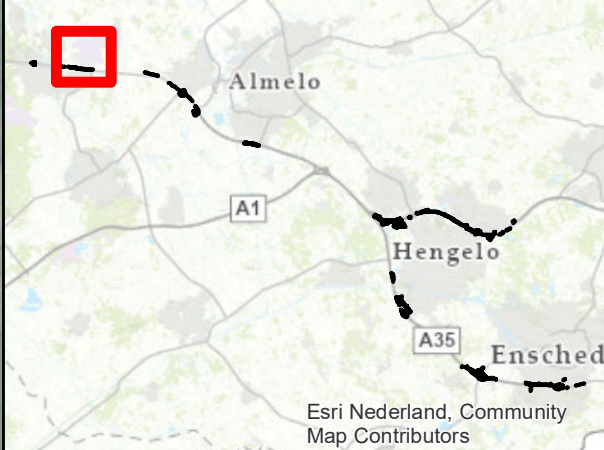 Almelo
A1
Hengelo
A35
Ensched
Esri Nederland, Community
Map Contributors